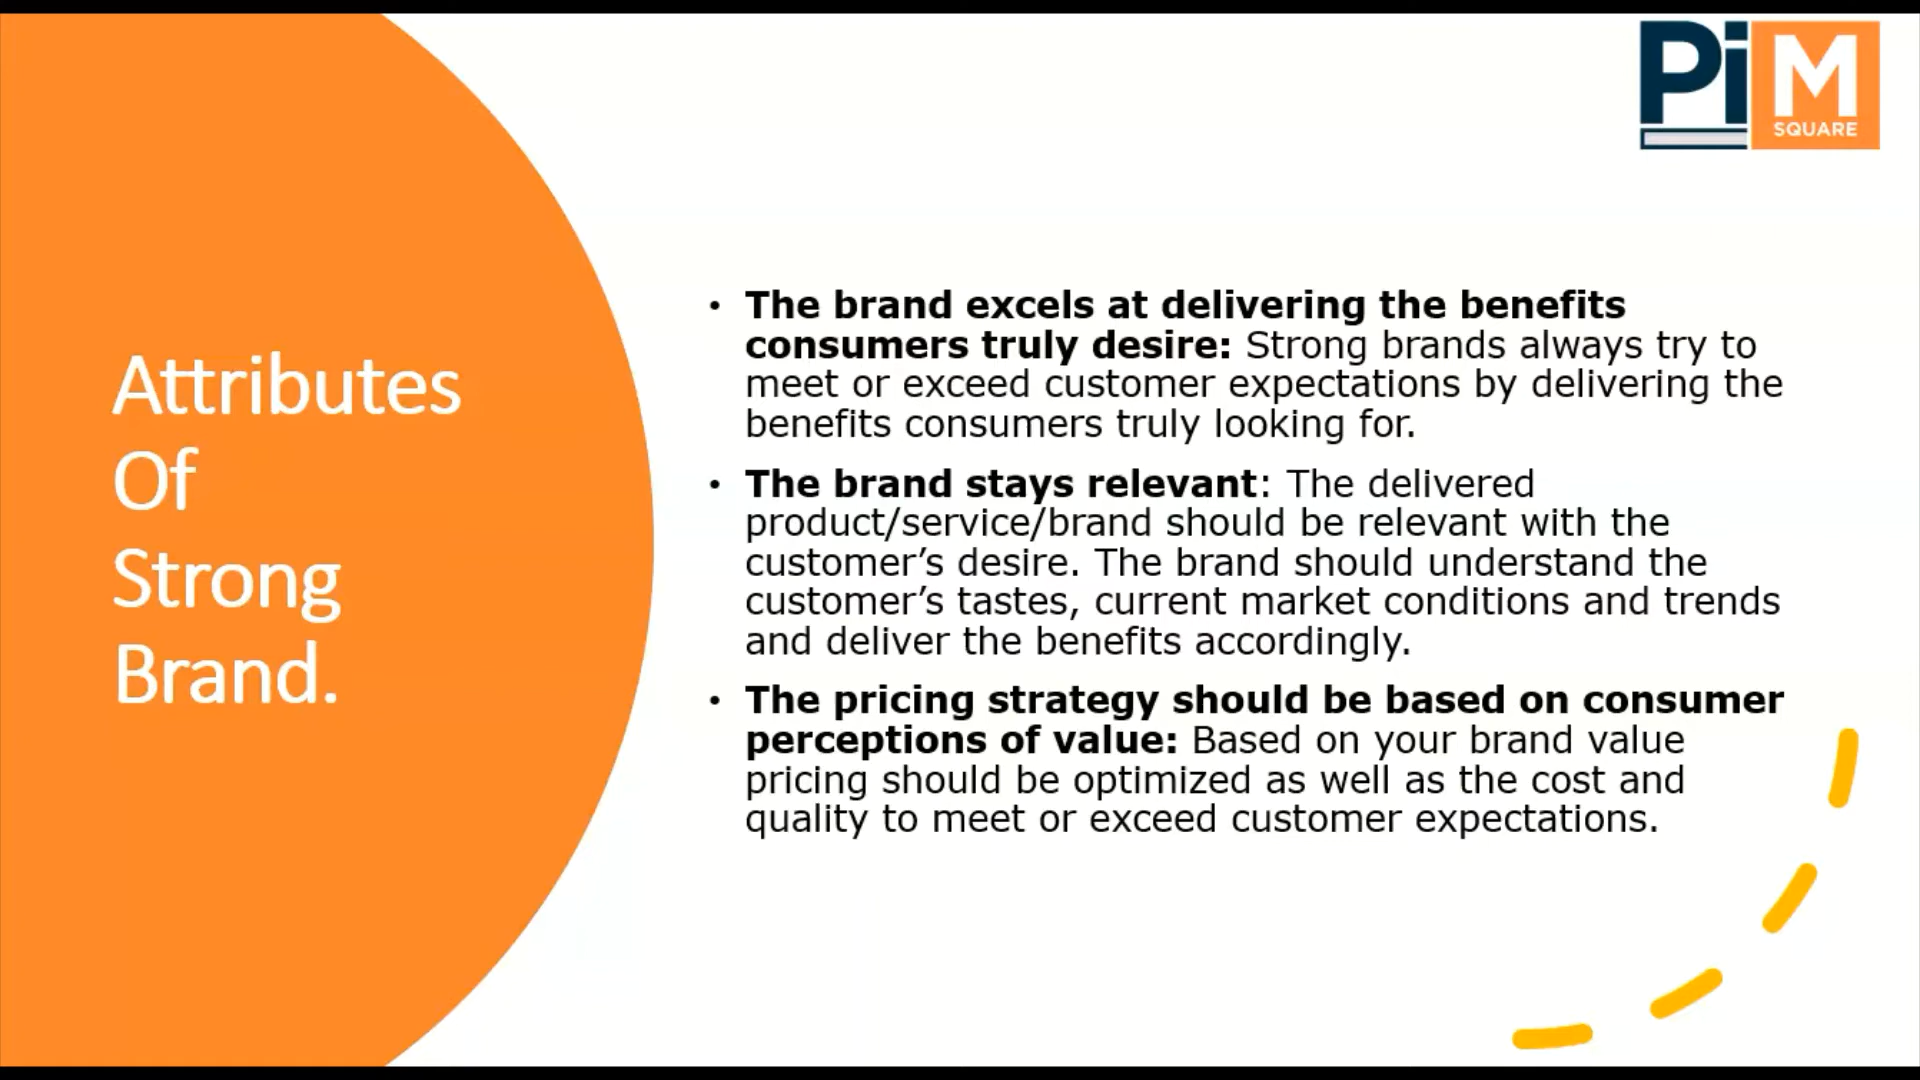 Pi M
SQUARE
Attributes
Of
Strong
Brand.
• The brand excels at delivering the benefits
consumers truly desire: Strong brands always try to
meet or exceed customer expectations by delivering the
benefits consumers truly looking for.
• The brand stays relevant: The delivered
product/service/brand should be relevant with the
customer’s desire. The brand should understand the
customer’s tastes, current market conditions and trends
and deliver the benefits accordingly.
• The pricing strategy should be based on consumer
perceptions of value: Based on your brand value
pricing should be optimized as well as the cost and
quality to meet or exceed customer expectations.